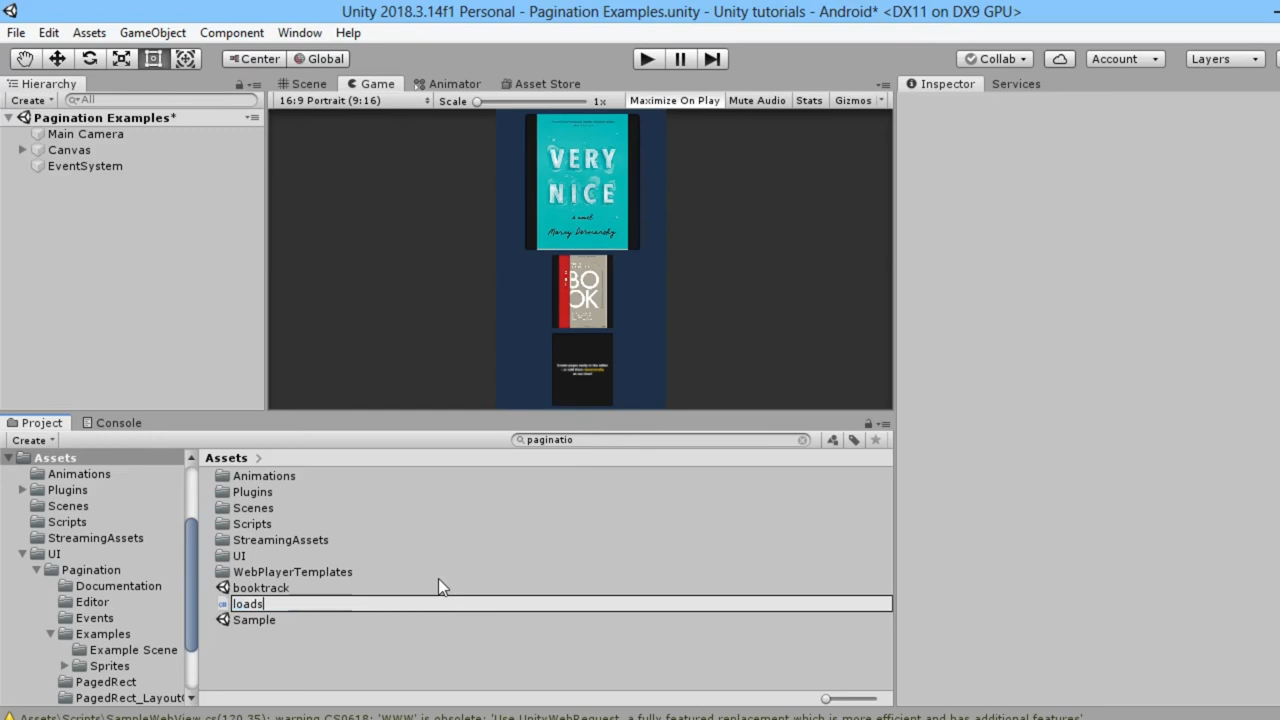 Unity 2018.3.14f1 Personal - Pagination Examples.unity - Unity tutorials - Android* <DX11 on DX9 GPU>
File Edit Assets GameObject Component Window Help
Center Global Collab Account Layers
Hierarchy Scene Game Animator Asset Store Inspector Services
Create All 16:9 Portrait (9:16) Scale 1x Maximize On Play Mute Audio Stats Gizmos
Pagination Examples*
Main Camera
Canvas
EventSystem
VERY
NICE
a novel
Marcy Dermansky
BO
OK
Project Console
Create paginatio
Assets Assets
Animations Animations
Plugins Plugins
Scenes Scenes
Scripts Scripts
StreamingAssets StreamingAssets
UI UI
Pagination WebPlayerTemplates
Documentation booktrack
Editor loads
Events Sample
Examples
Example Scene
Sprites
PagedRect
PagedRect_Layout
Assets\Scripts\SampleWebView.cs(120,35): warning CS0618: 'WWW' is obsolete: 'Use UnityWebRequest, a fully featured replacement which is more efficient and has additional features'